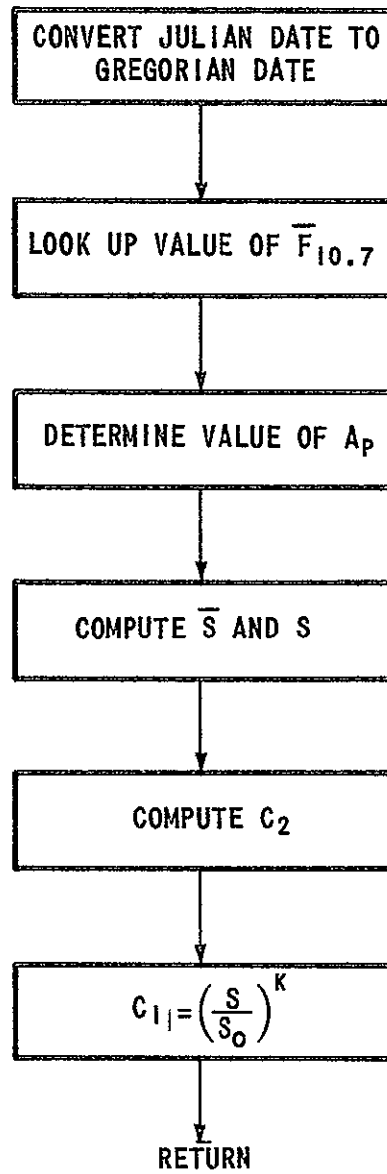 CONVERT JULIAN DATE TO
GREGORIAN DATE
LOOK UP VALUE OF F̅₁₀.₇
DETERMINE VALUE OF Aₚ
COMPUTE S̅ AND S
COMPUTE C₂
C₁ⱼ = (S/S₀)ᴷ
RETURN